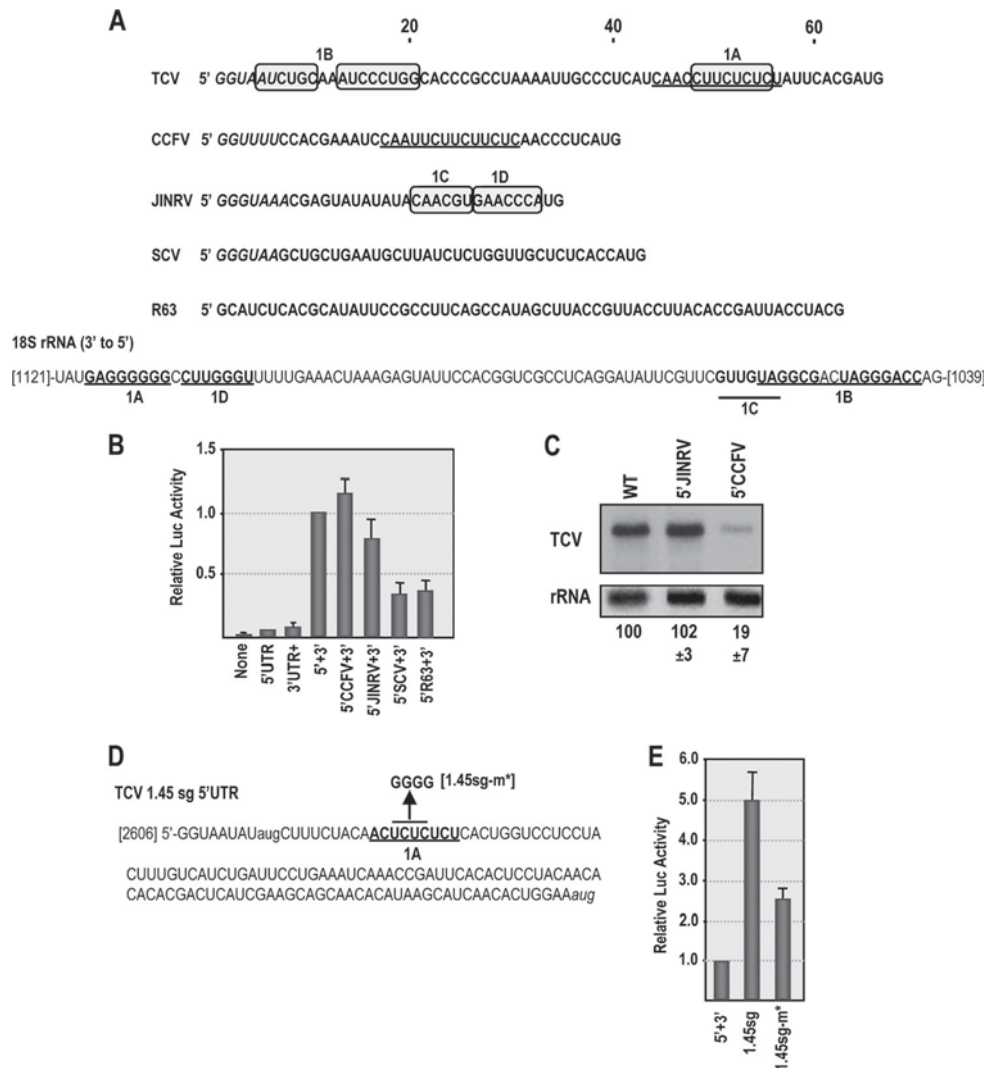 A
20 40 60
1B 1A
TCV 5' GGUAAUCUGCAAAUCCCUGGCACCCGCCUAAAAUUGCCCUCAUCAACCUUCUCUCUAUUCACGAUG
CCFV 5' GGUUUUCCACGAAAUCCAAUUCUUCUUCUCAACCCUCAUG
1C 1D
JINRV 5' GGGUAAACGAGUAUAUAUACAACGUGAACCCAUG
SCV 5' GGGUAAGCUGCUGAAUGCUUAUCUCUGGUUGCUCUCACCAUG
R63 5' GCAUCUCACGCAUAUUCCGCCUUCAGCCAUAGCUUACCGUUACCUUACACCGAUUACCUACG
18S rRNA (3' to 5')
[1121]-UAUGAGGGGGGCCUUGGGUUUUUGAAACUAAAGAGUAUUCCACGGUCGCCUCAGGAUAUUCGUUCGUUGUAGGCGACUAGGGACCAG-[1039]
1A 1D 1C 1B
B
Relative Luc Activity
1.5
1.0
0.5
None
5'UTR
3'UTR+
5'+3'
5'CCFV+3'
5'JINRV+3'
5'SCV+3'
5'R63+3'
C
WT
5'JINRV
5'CCFV
TCV
rRNA
100 102 19
±3 ±7
D
GGGG [1.45sg-m*]
TCV 1.45 sg 5'UTR
[2606] 5'-GGUAAUAUaugCUUUCUACAACUCUCUCUCACUGGUCCUCCUA
1A
CUUUGUCAUCUGAUUCCUGAAAUCAAACCGAUUCACACUCCUACAACA
CACACGACUCAUCGAAGCAGCAACACAUAAGCAUCAACACUGGAAaug
E
Relative Luc Activity
6.0
5.0
4.0
3.0
2.0
1.0
5'+3'
1.45sg
1.45sg-m*